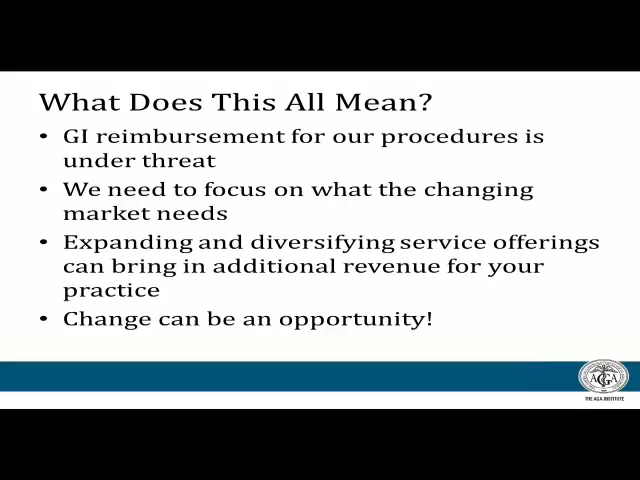 What Does This All Mean?
• GI reimbursement for our procedures is
under threat
• We need to focus on what the changing
market needs
• Expanding and diversifying service offerings
can bring in additional revenue for your
practice
• Change can be an opportunity!
AGA
THE AGA INSTITUTE